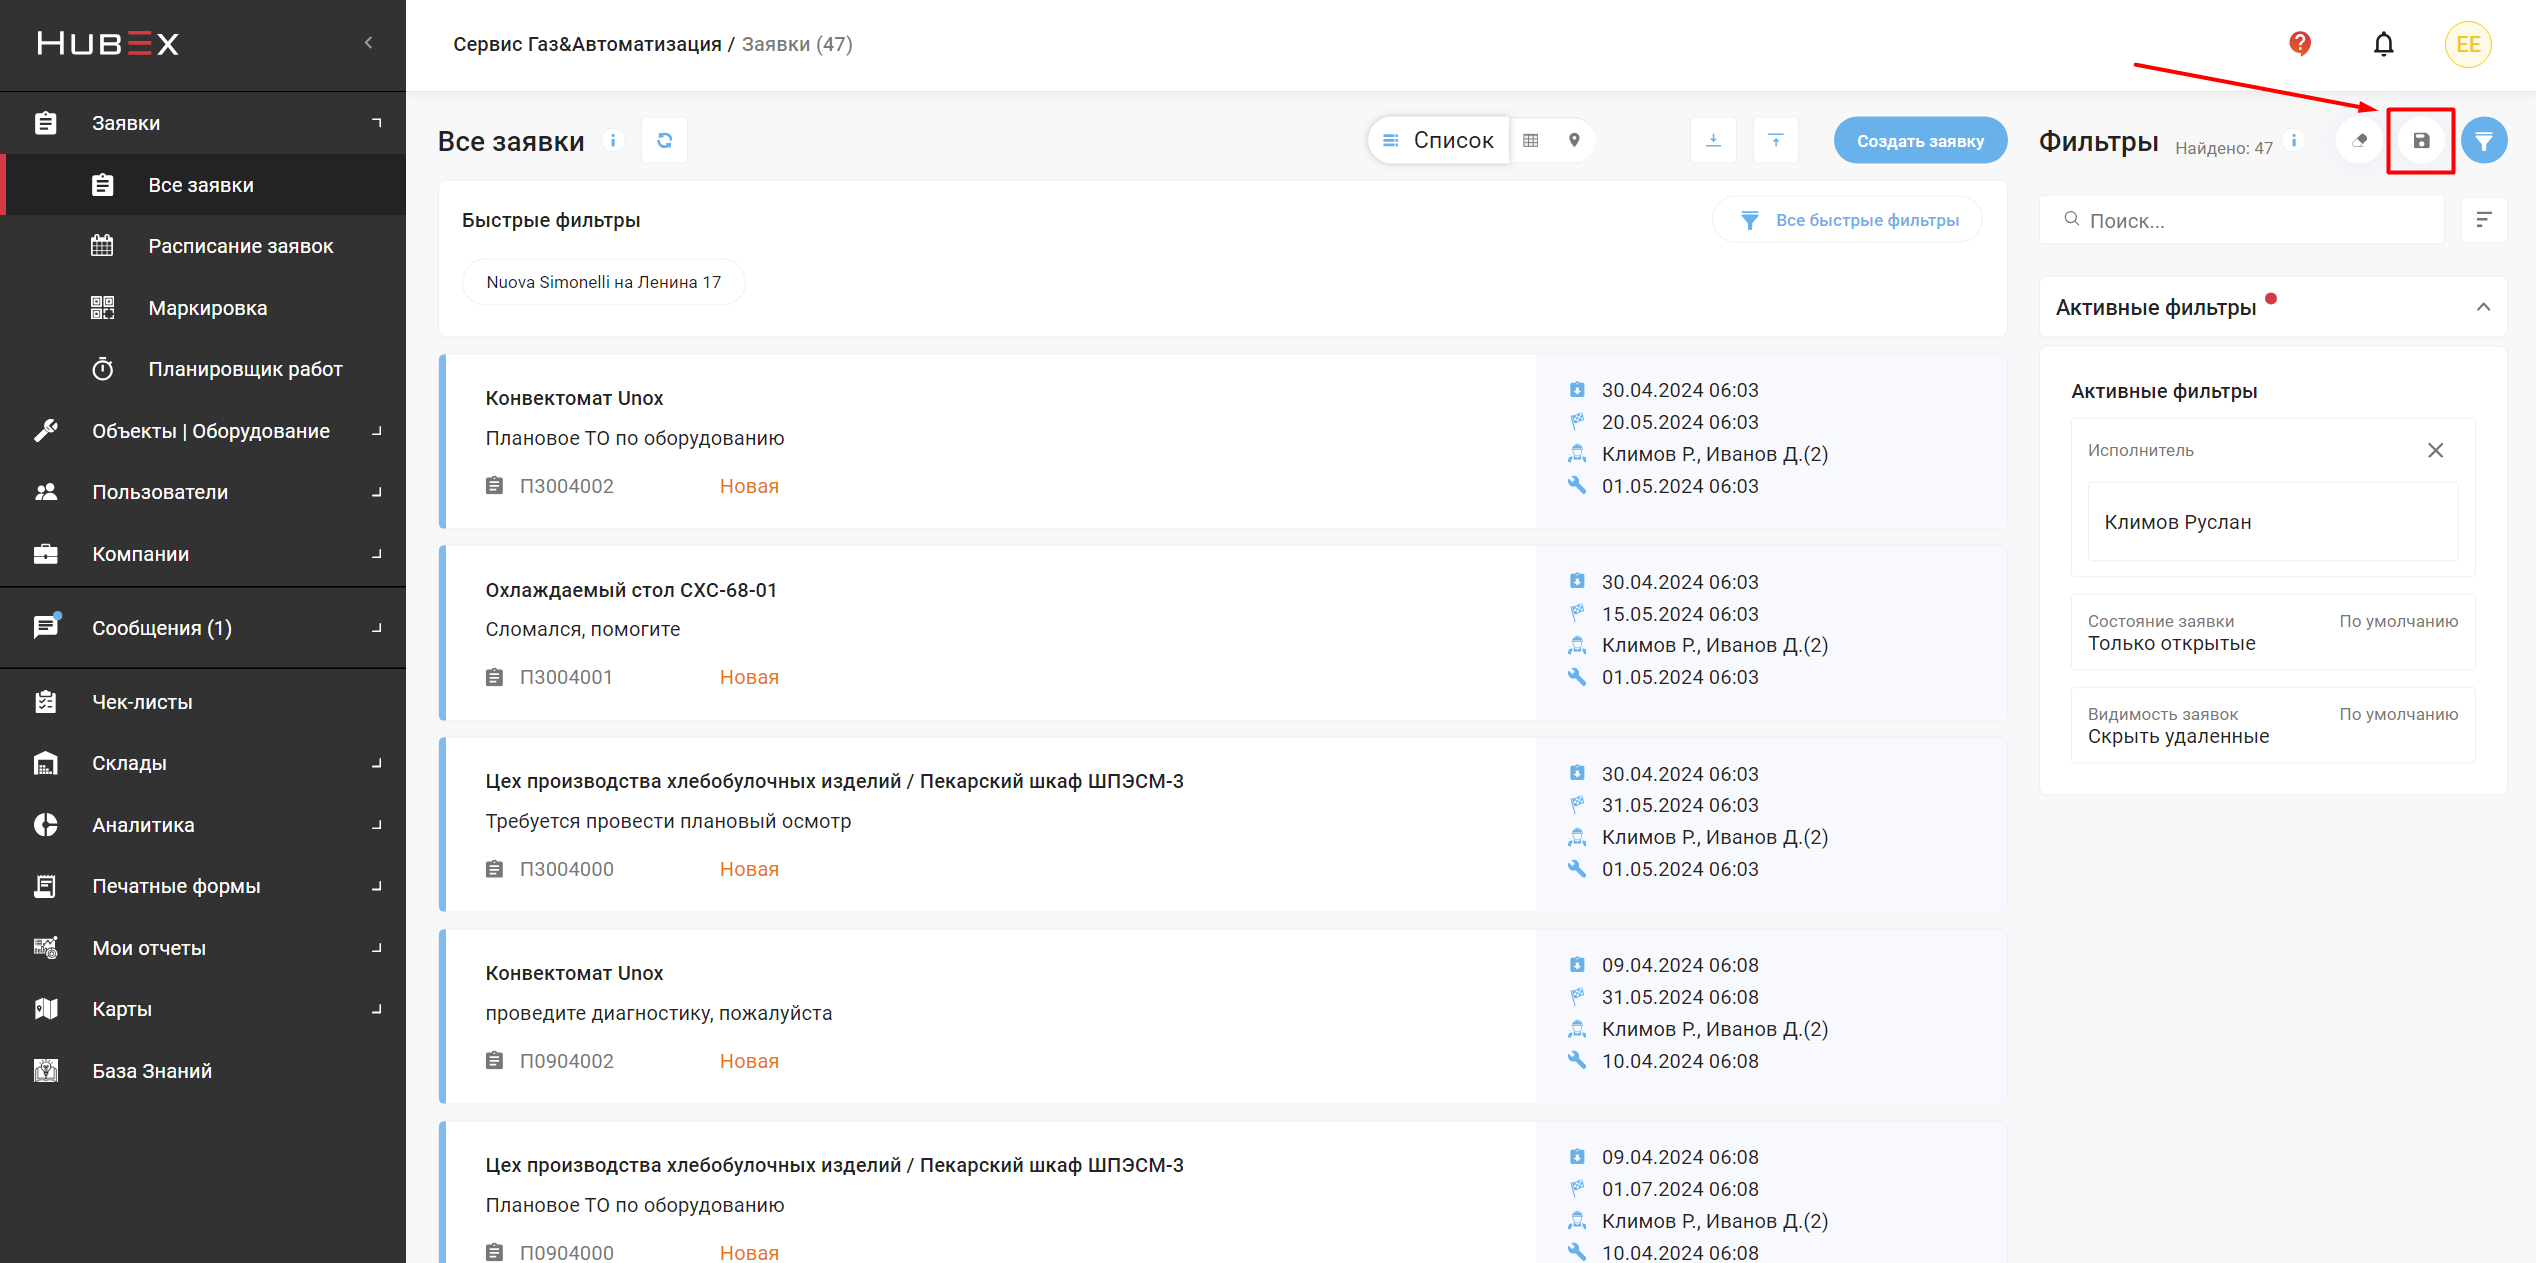 HUBEX
Сервис Газ&Автоматизация / Заявки (47)
EE
Заявки
Все заявки
Расписание заявок
Маркировка
Планировщик работ
Объекты | Оборудование
Пользователи
Компании
Сообщения (1)
Чек-листы
Склады
Аналитика
Печатные формы
Мои отчеты
Карты
База Знаний
Все заявки
Список
Создать заявку
Быстрые фильтры
Все быстрые фильтры
Nuova Simonelli на Ленина 17
Конвектомат Unox
Плановое ТО по оборудованию
П3004002 Новая
30.04.2024 06:03
20.05.2024 06:03
Климов Р., Иванов Д.(2)
01.05.2024 06:03
Охлаждаемый стол СХС-68-01
Сломался, помогите
П3004001 Новая
30.04.2024 06:03
15.05.2024 06:03
Климов Р., Иванов Д.(2)
01.05.2024 06:03
Цех производства хлебобулочных изделий / Пекарский шкаф ШПЭСМ-3
Требуется провести плановый осмотр
П3004000 Новая
30.04.2024 06:03
31.05.2024 06:03
Климов Р., Иванов Д.(2)
01.05.2024 06:03
Конвектомат Unox
проведите диагностику, пожалуйста
П0904002 Новая
09.04.2024 06:08
31.05.2024 06:08
Климов Р., Иванов Д.(2)
10.04.2024 06:08
Цех производства хлебобулочных изделий / Пекарский шкаф ШПЭСМ-3
Плановое ТО по оборудованию
П0904000 Новая
09.04.2024 06:08
01.07.2024 06:08
Климов Р., Иванов Д.(2)
10.04.2024 06:08
Фильтры Найдено: 47
Поиск...
Активные фильтры
Активные фильтры
Исполнитель
Климов Руслан
Состояние заявки По умолчанию
Только открытые
Видимость заявок По умолчанию
Скрыть удаленные